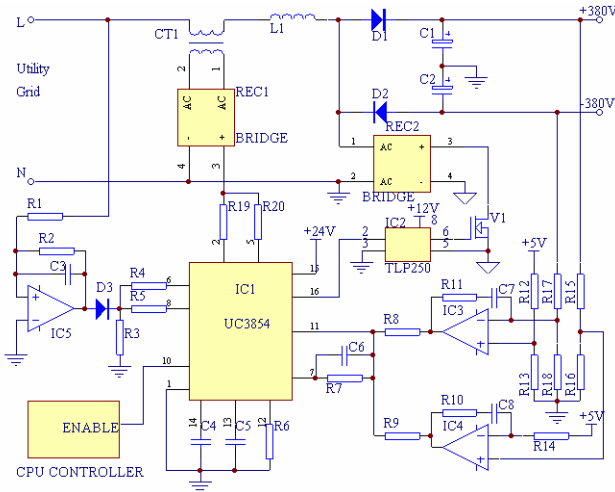 L
CT1
L1
D1
C1
+380V
Utility
Grid
2
1
AC
AC
REC1
-
+
BRIDGE
4
3
D2
C2
-380V
REC2
1
AC
+
3
2
AC
-
4
BRIDGE
N
R1
R19
R20
+12V
8
V1
R2
C3
+
-
IC5
D3
R4
R5
R3
2
5
+24V
15
16
IC2
2
3
6
5
TLP250
6
8
IC1
UC3854
11
7
10
1
14
13
12
C4
C5
R6
ENABLE
CPU CONTROLLER
C6
R7
R8
R9
R11
C7
IC3
-
+
+5V
R12
R17
R15
R13
R18
R16
R10
C8
IC4
-
+
R14
+5V